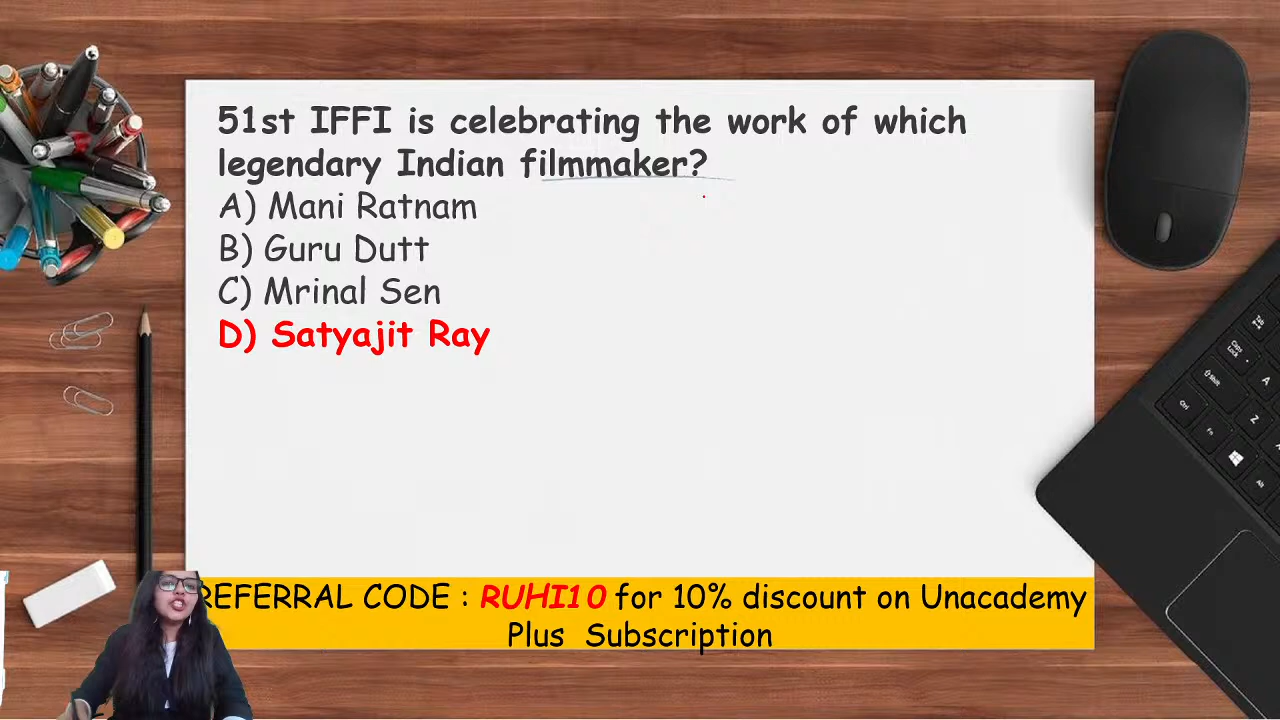 51st IFFI is celebrating the work of which
legendary Indian filmmaker?
A) Mani Ratnam
B) Guru Dutt
C) Mrinal Sen
D) Satyajit Ray
REFERRAL CODE : RUHI10 for 10% discount on Unacademy
Plus Subscription